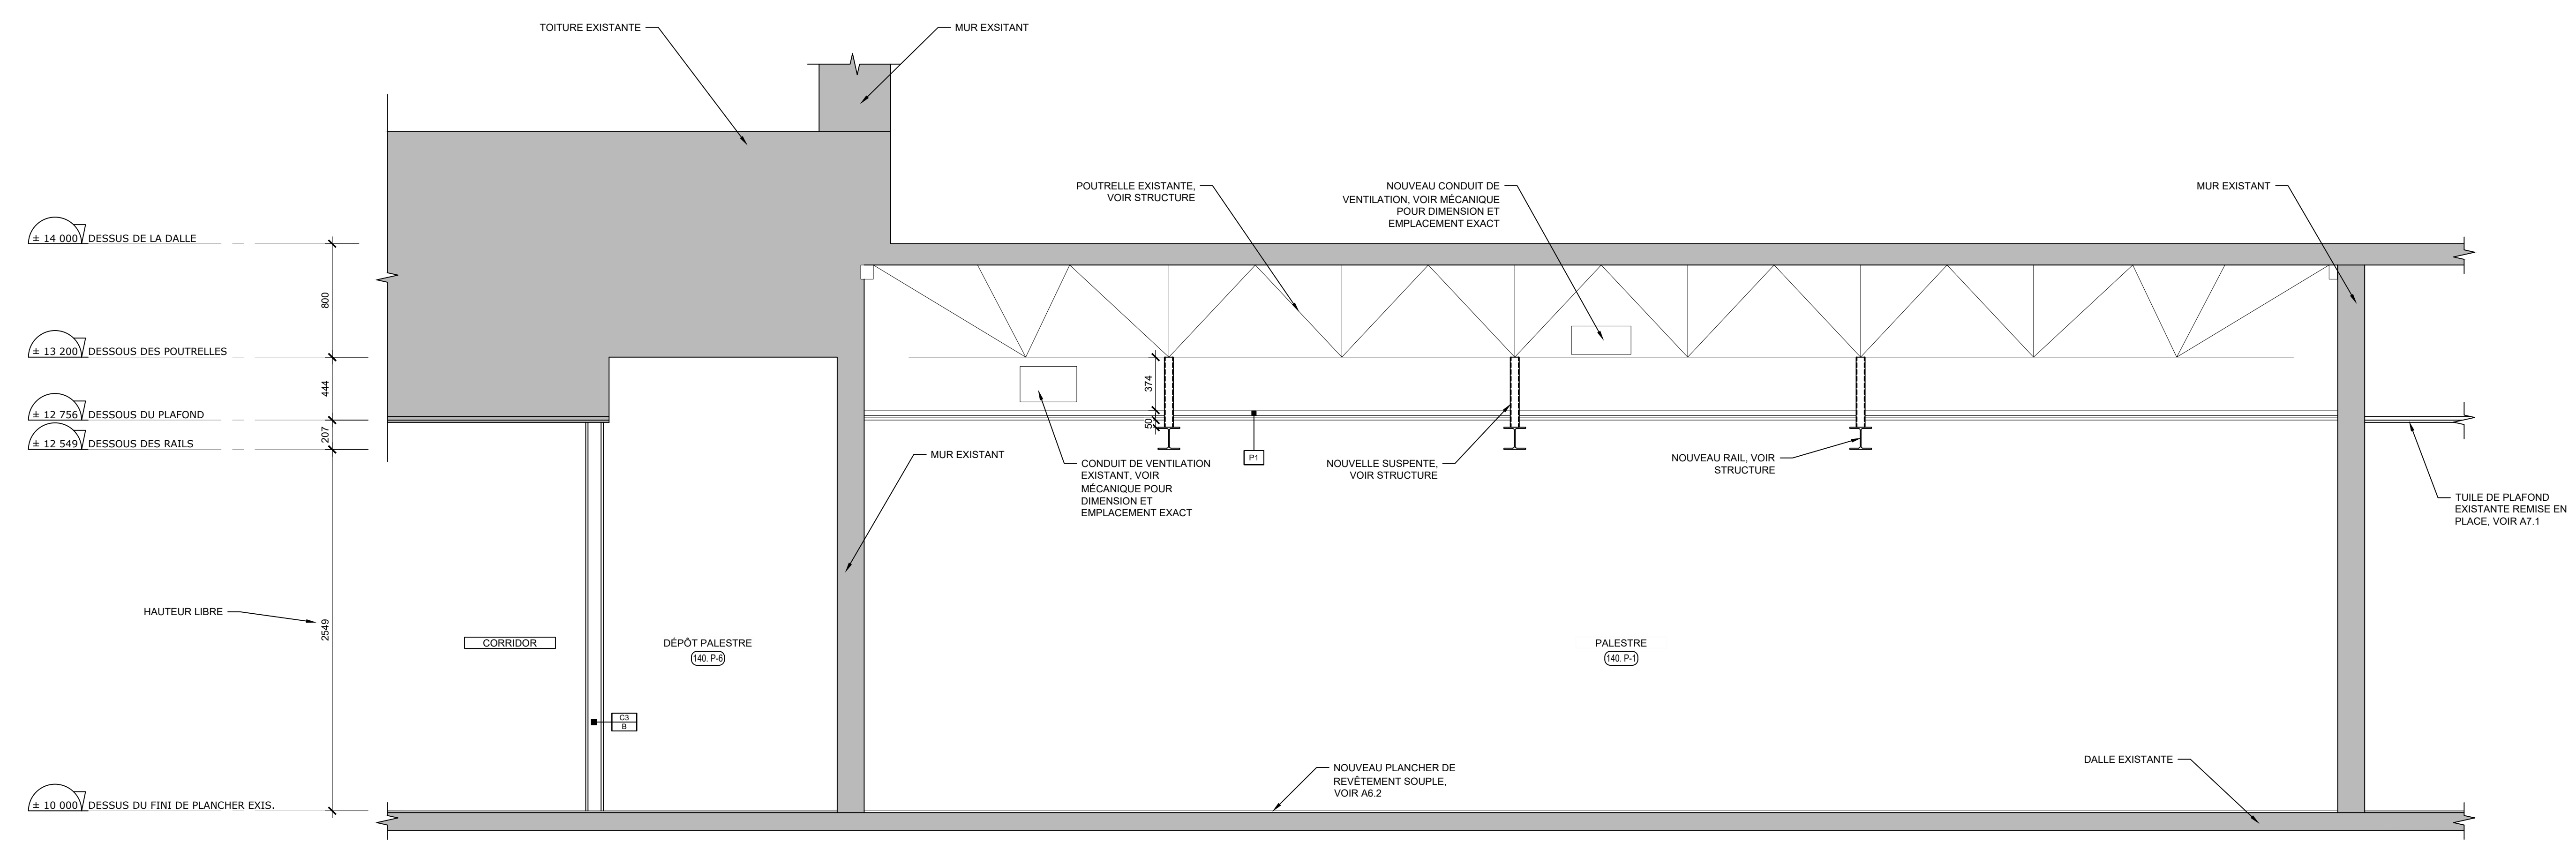 TOITURE EXISTANTE
MUR EXSITANT
POUTRELLE EXISTANTE,
VOIR STRUCTURE
NOUVEAU CONDUIT DE
VENTILATION, VOIR MÉCANIQUE
POUR DIMENSION ET
EMPLACEMENT EXACT
MUR EXISTANT
± 14 000 DESSUS DE LA DALLE
800
± 13 200 DESSOUS DES POUTRELLES
444
374
± 12 756 DESSOUS DU PLAFOND
207
50
± 12 549 DESSOUS DES RAILS
MUR EXISTANT
CONDUIT DE VENTILATION
EXISTANT, VOIR
MÉCANIQUE POUR
DIMENSION ET
EMPLACEMENT EXACT
P1
NOUVELLE SUSPENTE,
VOIR STRUCTURE
NOUVEAU RAIL, VOIR
STRUCTURE
TUILE DE PLAFOND
EXISTANTE REMISE EN
PLACE, VOIR A7.1
HAUTEUR LIBRE
2549
CORRIDOR
DÉPÔT PALESTRE
140. P-6
PALESTRE
140. P-1
C3
B
NOUVEAU PLANCHER DE
REVÊTEMENT SOUPLE,
VOIR A6.2
DALLE EXISTANTE
± 10 000 DESSUS DU FINI DE PLANCHER EXIS.